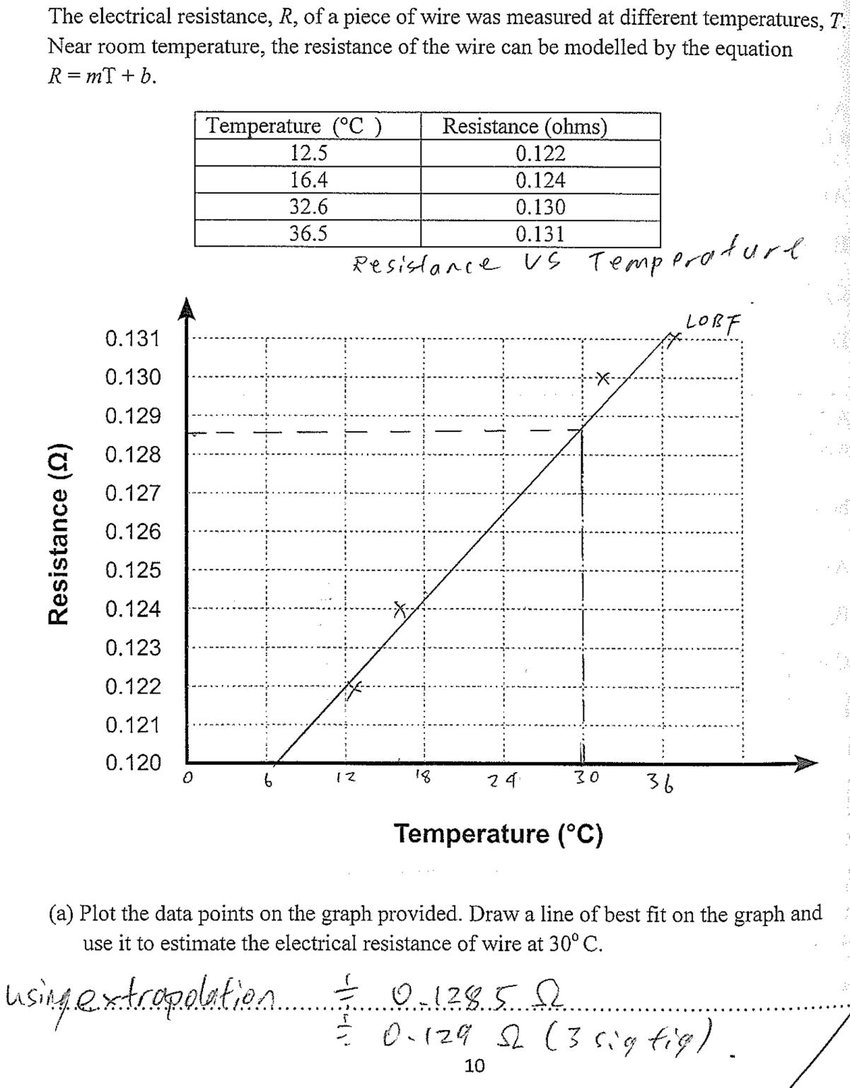 The electrical resistance, R, of a piece of wire was measured at different temperatures, T.
Near room temperature, the resistance of the wire can be modelled by the equation
R = mT + b.
Temperature (°C ) Resistance (ohms)
12.5 0.122
16.4 0.124
32.6 0.130
36.5 0.131
Resistance VS Temperature
LOBF
0.131
0.130
0.129
0.128
0.127
0.126
0.125
0.124
0.123
0.122
0.121
0.120
Resistance (Ω)
0 6 12 18 24 30 36
Temperature (°C)
(a) Plot the data points on the graph provided. Draw a line of best fit on the graph and
use it to estimate the electrical resistance of wire at 30° C.
using extrapolation ≑ 0.1285 Ω
≑ 0.129 Ω (3 sig fig).
10